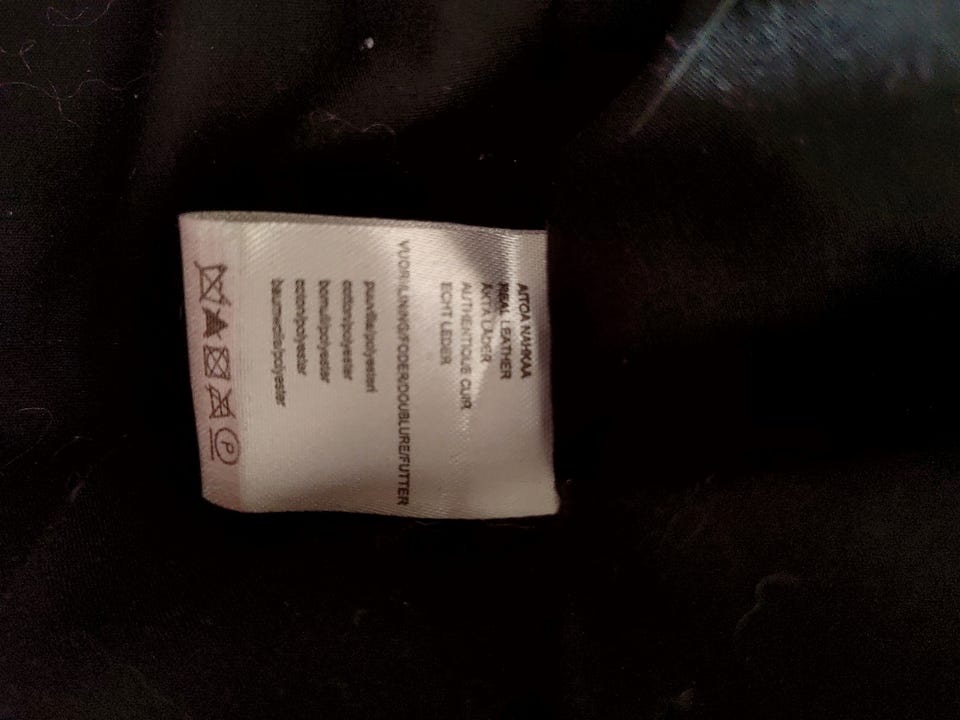 AITOA NAHKAA
REAL LEATHER
ÄKTA LÄDER
AUTHENTIQUE CUIR
ECHT LEDER
VUORI/LINING/FODER/DOUBLURE/FUTTER
puuvilla/polyesteri
cotton/polyester
bomull/polyester
coton/polyester
baumwolle/polyester
P